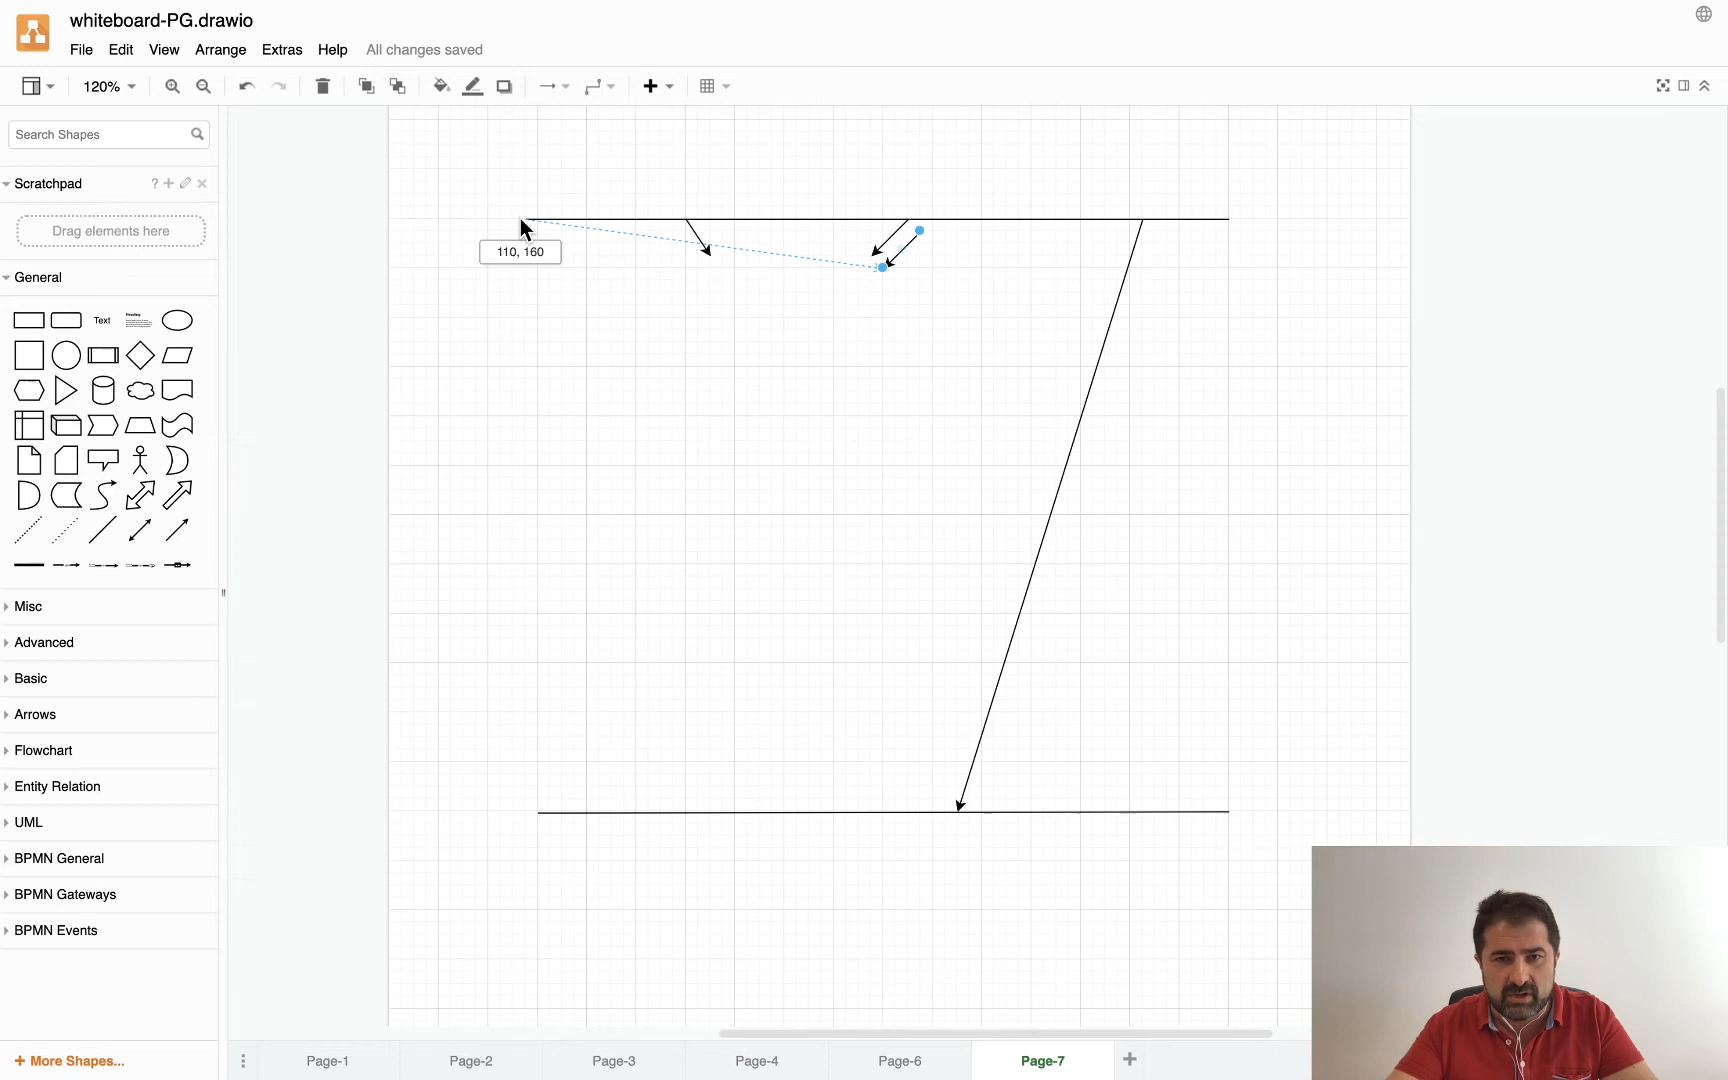 whiteboard-PG.drawio
File Edit View Arrange Extras Help All changes saved
120%
Search Shapes
Scratchpad ?
Drag elements here
General
Text
Heading
110, 160
Misc
Advanced
Basic
Arrows
Flowchart
Entity Relation
UML
BPMN General
BPMN Gateways
BPMN Events
+ More Shapes...
Page-1 Page-2 Page-3 Page-4 Page-6 Page-7